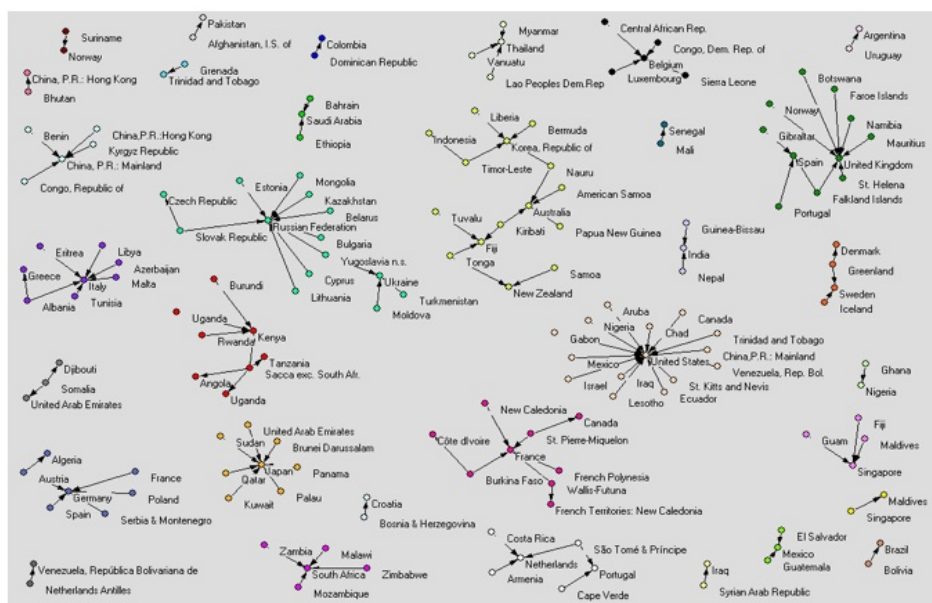 Suriname
Norway
Pakistan
Afghanistan, I.S. of
Colombia
Dominican Republic
Myanmar
Thailand
Vanuatu
Lao Peoples Dem.Rep
Central African Rep.
Congo, Dem. Rep. of
Belgium
Luxembourg
Sierra Leone
Argentina
Uruguay
China, P.R.: Hong Kong
Bhutan
Grenada
Trinidad and Tobago
Bahrain
Saudi Arabia
Ethiopia
Liberia
Bermuda
Indonesia
Korea, Republic of
Timor-Leste
Nauru
American Samoa
Australia
Tuvalu
Kiribati
Papua New Guinea
Fiji
Tonga
Samoa
New Zealand
Senegal
Mali
Botswana
Faroe Islands
Norway
Namibia
Gibraltar
Mauritius
Spain
United Kingdom
St. Helena
Falkland Islands
Portugal
Benin
China,P.R.:Hong Kong
Kyrgyz Republic
China, P.R.: Mainland
Congo, Republic of
Estonia
Mongolia
Czech Republic
Kazakhstan
Belarus
Russian Federation
Slovak Republic
Bulgaria
Yugoslavia n.s.
Cyprus
Ukraine
Lithuania
Turkmenistan
Moldova
Guinea-Bissau
India
Nepal
Denmark
Greenland
Sweden
Iceland
Eritrea
Libya
Greece
Azerbaijan
Italy
Malta
Albania
Tunisia
Burundi
Uganda
Rwanda
Kenya
Tanzania
Sacca exc. South Afr.
Angola
Uganda
Aruba
Canada
Nigeria
Chad
Gabon
Trinidad and Tobago
United States
China,P.R.: Mainland
Mexico
Venezuela, Rep. Bol.
Israel
Iraq
St. Kitts and Nevis
Lesotho
Ecuador
Djibouti
Somalia
United Arab Emirates
Ghana
Nigeria
New Caledonia
Canada
Côte dIvoire
St. Pierre-Miquelon
France
French Polynesia
Burkina Faso
Wallis-Futuna
French Territories: New Caledonia
Fiji
Guam
Maldives
Singapore
Algeria
Austria
France
Germany
Poland
Spain
Serbia & Montenegro
United Arab Emirates
Sudan
Brunei Darussalam
Japan
Panama
Qatar
Kuwait
Palau
Croatia
Bosnia & Herzegovina
Maldives
Singapore
Venezuela, República Bolivariana de
Netherlands Antilles
Zambia
Malawi
South Africa
Zimbabwe
Mozambique
Costa Rica
São Tomé & Príncipe
Netherlands
Armenia
Portugal
Cape Verde
Iraq
Syrian Arab Republic
El Salvador
Mexico
Guatemala
Brazil
Bolivia